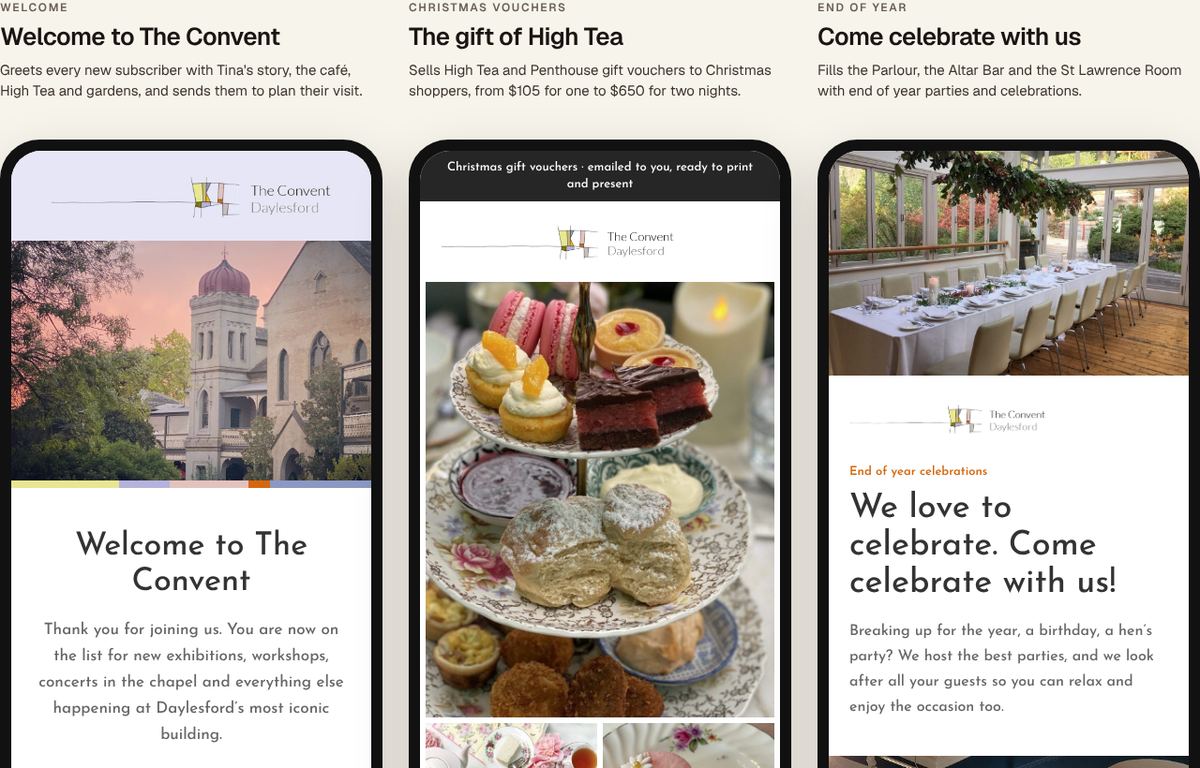 WELCOME
Welcome to The Convent
Greets every new subscriber with Tina's story, the café,
High Tea and gardens, and sends them to plan their visit.
The Convent
Daylesford
Welcome to The
Convent
Thank you for joining us. You are now on
the list for new exhibitions, workshops,
concerts in the chapel and everything else
happening at Daylesford's most iconic
building.
CHRISTMAS VOUCHERS
The gift of High Tea
Sells High Tea and Penthouse gift vouchers to Christmas
shoppers, from $105 for one to $650 for two nights.
Christmas gift vouchers · emailed to you, ready to print
and present
The Convent
Daylesford
END OF YEAR
Come celebrate with us
Fills the Parlour, the Altar Bar and the St Lawrence Room
with end of year parties and celebrations.
The Convent
Daylesford
End of year celebrations
We love to
celebrate. Come
celebrate with us!
Breaking up for the year, a birthday, a hen's
party? We host the best parties, and we look
after all your guests so you can relax and
enjoy the occasion too.